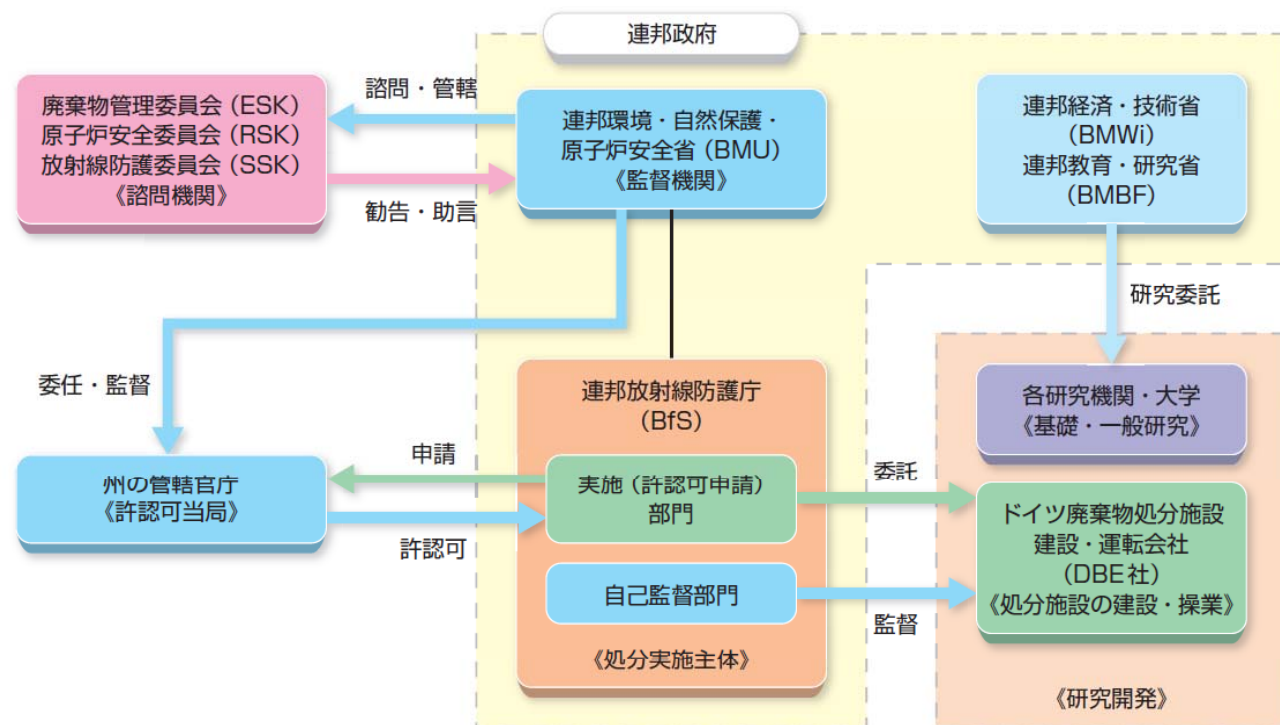 連邦政府
諮問・管轄
廃棄物管理委員会(ESK)
原子炉安全委員会(RSK)
放射線防護委員会(SSK)
《諮問機関》
勧告・助言
連邦環境・自然保護・
原子炉安全省(BMU)
《監督機関》
連邦経済・技術省
(BMWi)
連邦教育・研究省
(BMBF)
研究委託
委任・監督
連邦放射線防護庁
(BfS)
各研究機関・大学
《基礎・一般研究》
申請
州の管轄官庁
《許認可当局》
許認可
実施(許認可申請)
部門
委託
ドイツ廃棄物処分施設
建設・運転会社
(DBE社)
《処分施設の建設・操業》
自己監督部門
監督
《処分実施主体》
《研究開発》